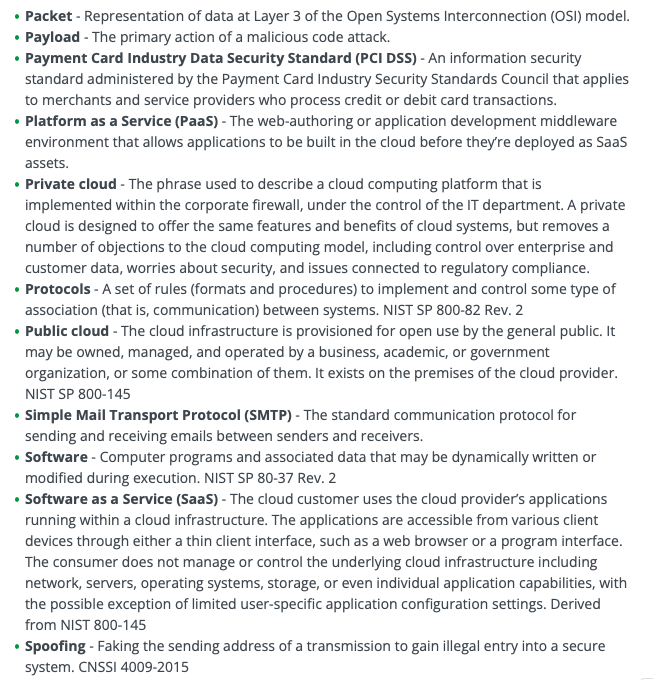 • Packet - Representation of data at Layer 3 of the Open Systems Interconnection (OSI) model.
• Payload - The primary action of a malicious code attack.
• Payment Card Industry Data Security Standard (PCI DSS) - An information security
standard administered by the Payment Card Industry Security Standards Council that applies
to merchants and service providers who process credit or debit card transactions.
• Platform as a Service (PaaS) - The web-authoring or application development middleware
environment that allows applications to be built in the cloud before they’re deployed as SaaS
assets.
• Private cloud - The phrase used to describe a cloud computing platform that is
implemented within the corporate firewall, under the control of the IT department. A private
cloud is designed to offer the same features and benefits of cloud systems, but removes a
number of objections to the cloud computing model, including control over enterprise and
customer data, worries about security, and issues connected to regulatory compliance.
• Protocols - A set of rules (formats and procedures) to implement and control some type of
association (that is, communication) between systems. NIST SP 800-82 Rev. 2
• Public cloud - The cloud infrastructure is provisioned for open use by the general public. It
may be owned, managed, and operated by a business, academic, or government
organization, or some combination of them. It exists on the premises of the cloud provider.
NIST SP 800-145
• Simple Mail Transport Protocol (SMTP) - The standard communication protocol for
sending and receiving emails between senders and receivers.
• Software - Computer programs and associated data that may be dynamically written or
modified during execution. NIST SP 80-37 Rev. 2
• Software as a Service (SaaS) - The cloud customer uses the cloud provider’s applications
running within a cloud infrastructure. The applications are accessible from various client
devices through either a thin client interface, such as a web browser or a program interface.
The consumer does not manage or control the underlying cloud infrastructure including
network, servers, operating systems, storage, or even individual application capabilities, with
the possible exception of limited user-specific application configuration settings. Derived
from NIST 800-145
• Spoofing - Faking the sending address of a transmission to gain illegal entry into a secure
system. CNSSI 4009-2015